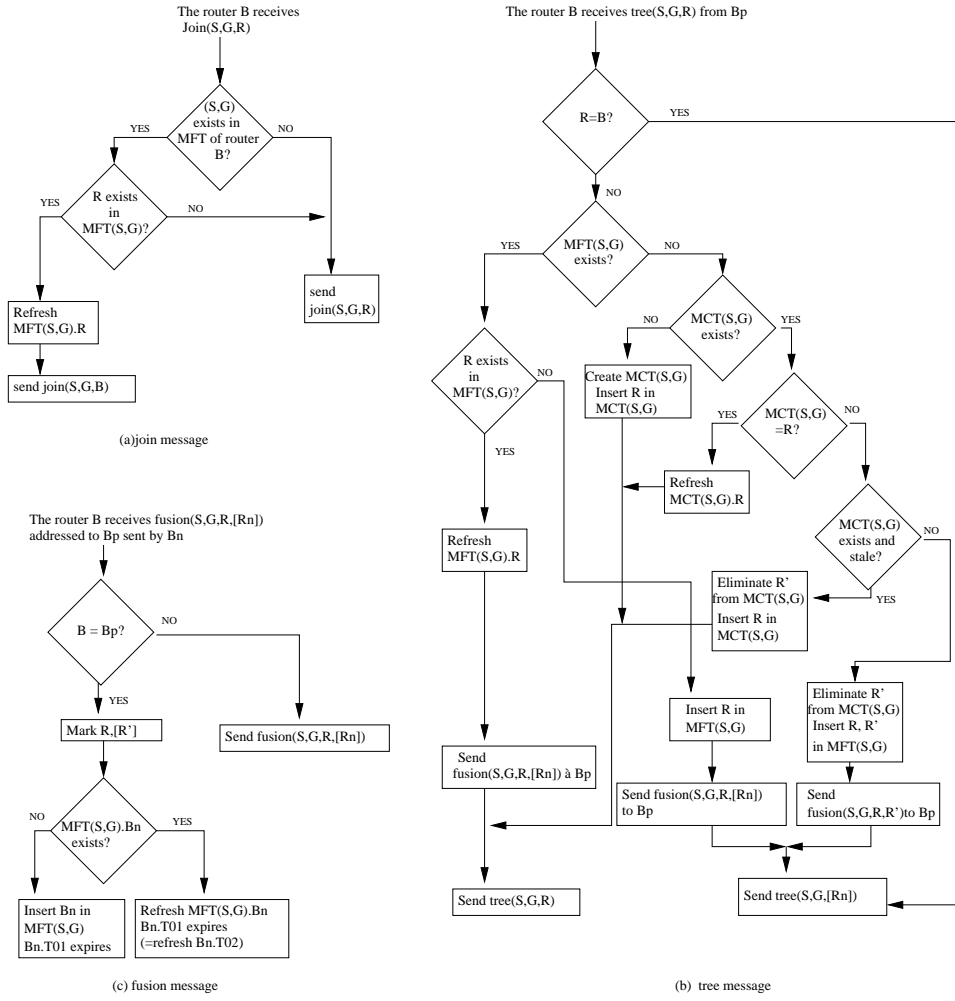 The router B receives
Join(S,G,R)
(S,G)
exists in
MFT of router
B?
YES
NO
R exists
in
MFT(S,G)?
YES
NO
Refresh
MFT(S,G).R
send join(S,G,B)
send
join(S,G,R)
(a)join message
The router B receives fusion(S,G,R,[Rn])
addressed to Bp sent by Bn
B = Bp?
NO
YES
Mark R,[R']
Send fusion(S,G,R,[Rn])
MFT(S,G).Bn
exists?
NO
YES
Insert Bn in
MFT(S,G)
Bn.T01 expires
Refresh MFT(S,G).Bn
Bn.T01 expires
(=refresh Bn.T02)
(c) fusion message
The router B receives tree(S,G,R) from Bp
R=B?
YES
NO
MFT(S,G)
exists?
YES
NO
MCT(S,G)
exists?
NO
YES
R exists
in
MFT(S,G)?
NO
YES
Create MCT(S,G)
Insert R in
MCT(S,G)
MCT(S,G)
=R?
YES
NO
Refresh
MCT(S,G).R
MCT(S,G)
exists and
stale?
NO
YES
Refresh
MFT(S,G).R
Eliminate R'
from MCT(S,G)
Insert R in
MCT(S,G)
Insert R in
MFT(S,G)
Eliminate R'
from MCT(S,G)
Insert R, R'
in MFT(S,G)
Send
fusion(S,G,R,[Rn]) à Bp
Send fusion(S,G,R,[Rn])
to Bp
Send
fusion(S,G,R,R')to Bp
Send tree(S,G,R)
Send tree(S,G,[Rn])
(b) tree message